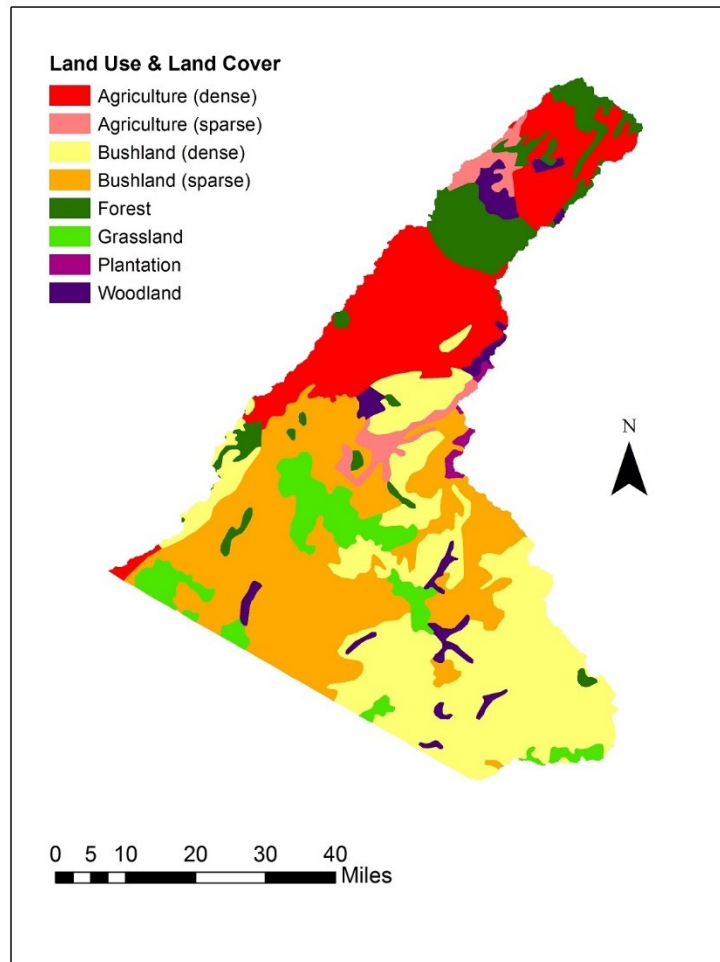 Land Use & Land Cover
Agriculture (dense)
Agriculture (sparse)
Bushland (dense)
Bushland (sparse)
Forest
Grassland
Plantation
Woodland
N
0 5 10 20 30 40
Miles